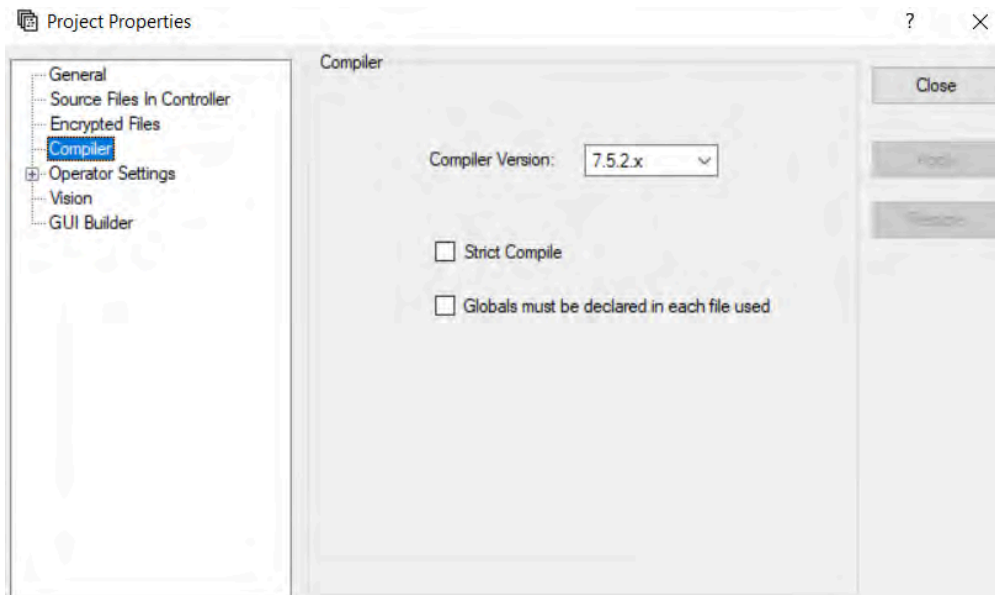 Project Properties
?
General
Source Files In Controller
Encrypted Files
Compiler
Operator Settings
Vision
GUI Builder
Compiler
Compiler Version:
7.5.2.x
Strict Compile
Globals must be declared in each file used
Close